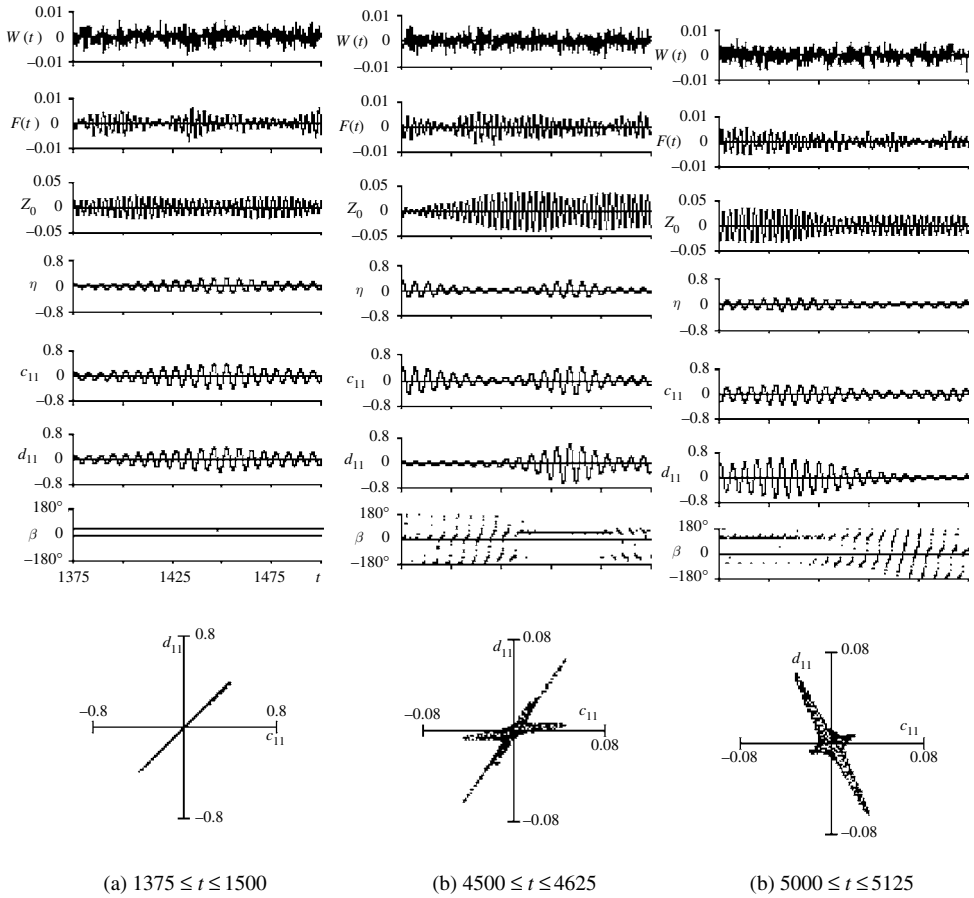 0.01
W(t) 0
−0.01
0.01
F(t) 0
−0.01
0.05
Z0
−0.05
0.8
η 0
−0.8
0.8
c11 0
−0.8
0.8
d11 0
−0.8
180°
β 0
−180°
1375 1425 1475 t
d11 0.8
−0.8 0.8
c11
−0.8
(a) 1375 ≤ t ≤ 1500
0.01
W(t) 0
−0.01
0.01
F(t) 0
−0.01
0.05
Z0 0
−0.05
0.8
η 0
−0.8
0.8
c11 0
−0.8
0.8
d11 0
−0.8
180°
β 0
−180°
d11 0.08
−0.08 c11
0.08
−0.08
(b) 4500 ≤ t ≤ 4625
0.01
W(t) 0
−0.01
0.01
F(t) 0
−0.01
0.05
Z0 0
−0.05
0.8
η 0
−0.8
0.8
c11 0
−0.8
0.8
d11 0
−0.8
180°
β 0
−180°
0.08
d11
c11
−0.08 0.08
−0.08
(b) 5000 ≤ t ≤ 5125